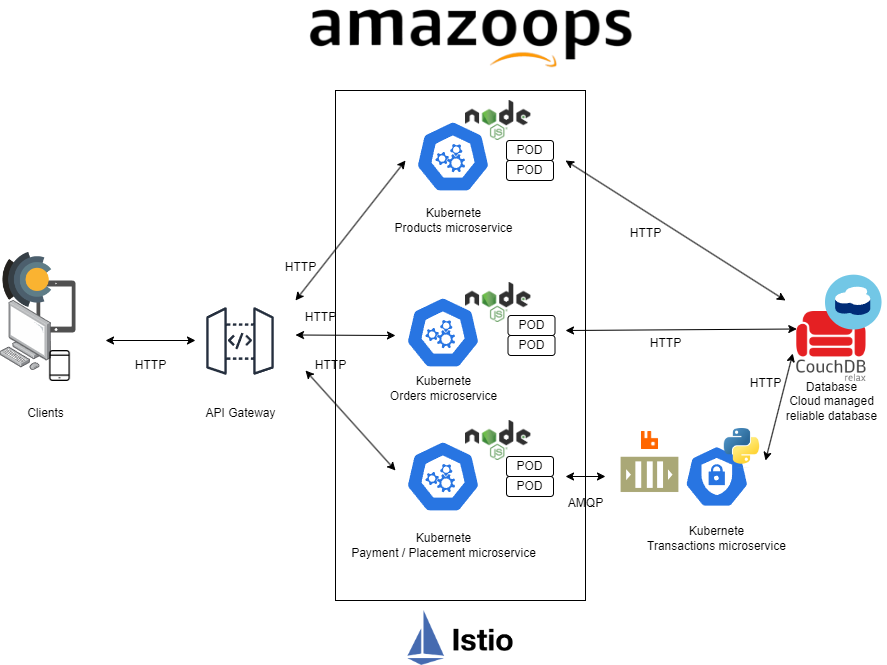 amazoops
node
JS
POD
POD
Kubernete
Products microservice
HTTP
HTTP
HTTP
HTTP
HTTP
HTTP
HTTP
Clients
</>
API Gateway
node
JS
POD
POD
Kubernete
Orders microservice
CouchDB
relax
Database
Cloud managed
reliable database
node
JS
POD
POD
Kubernete
Payment / Placement microservice
AMQP
Kubernete
Transactions microservice
Istio